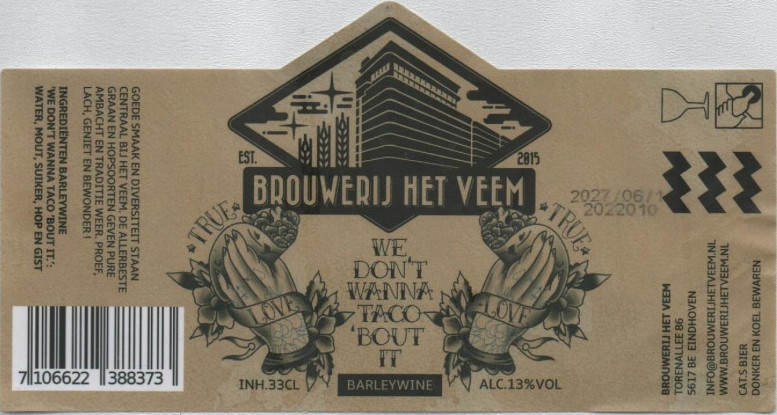 GOEDE SMAAK EN DIVERSITEIT STAAN
CENTRAAL BIJ HET VEEM. DE ALLERBESTE
GRAAN EN HOPSOORTEN GEVEN PURE
AMBACHT EN TRADITIE WEER. PROEF,
LACH, GENIET EN BEWONDER!
INGREDIËNTEN BARLEYWINE
'WE DON'T WANNA TACO 'BOUT IT.':
WATER, MOUT, SUIKER, HOP EN GIST
7 106622 388373
EST. 2015
BROUWERIJ HET VEEM
TRUE
LOVE
WE
DON'T
WANNA
TACO
'BOUT
IT
TRUE
LOVE
INH.33CL
BARLEYWINE
ALC.13%VOL
2027/06/1
2022010
BROUWERIJ HET VEEM
TORENALLEE 86
5617 BE EINDHOVEN
INFO@BROUWERIJHETVEEM.NL
WWW.BROUWERIJHETVEEM.NL
CAT.S BIER
DONKER EN KOEL BEWAREN